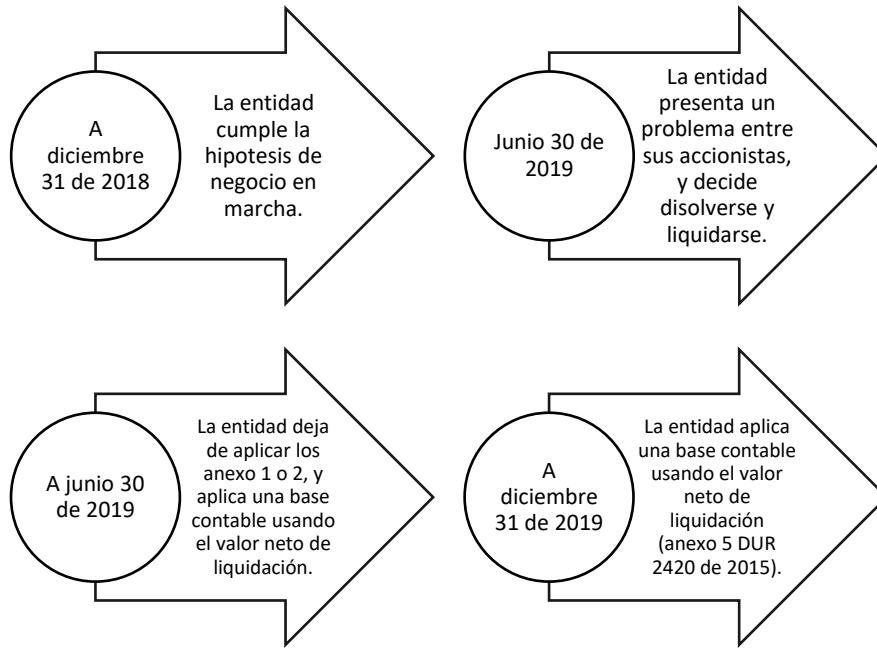 A
diciembre
31 de 2018
La entidad
cumple la
hipotesis de
negocio en
marcha.
Junio 30 de
2019
La entidad
presenta un
problema entre
sus accionistas,
y decide
disolverse y
liquidarse.
A junio 30
de 2019
La entidad deja
de aplicar los
anexo 1 o 2, y
aplica una base
contable usando
el valor neto de
liquidación.
A
diciembre
31 de 2019
La entidad aplica
una base contable
usando el valor
neto de
liquidación
(anexo 5 DUR
2420 de 2015).